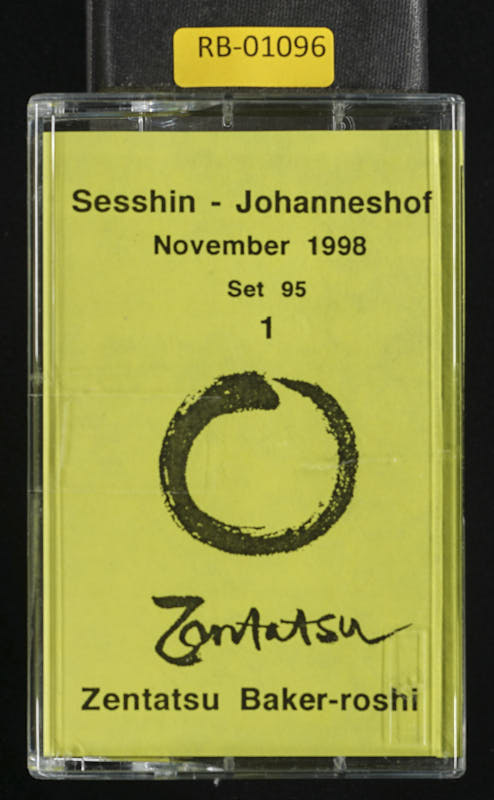 RB-01096
Sesshin - Johanneshof
November 1998
Set 95
1
Zentatsu
Zentatsu Baker-roshi